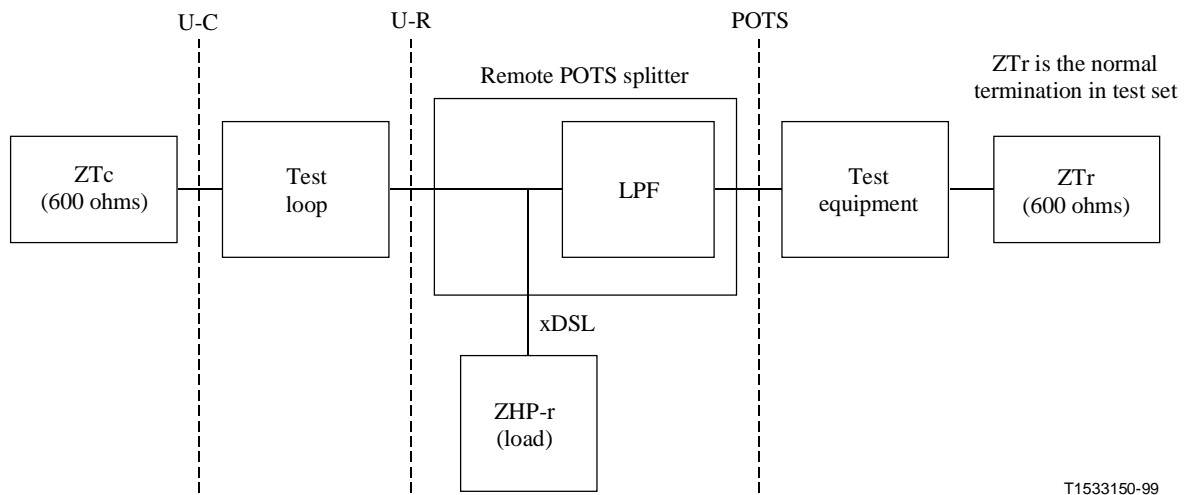 U-C
U-R
POTS
Remote POTS splitter
ZTr is the normal
termination in test set
ZTc
(600 ohms)
Test
loop
LPF
Test
equipment
ZTr
(600 ohms)
xDSL
ZHP-r
(load)
T1533150-99